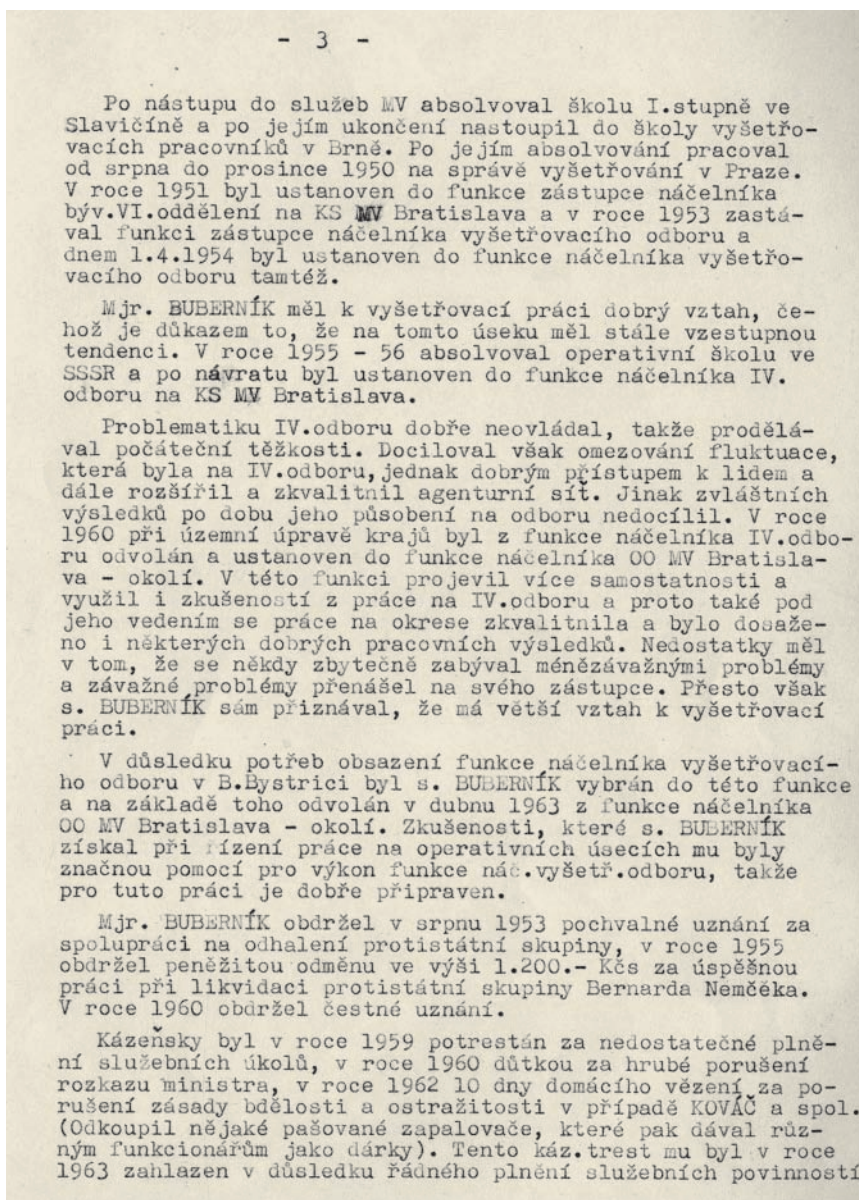 - 3 -
Po nástupu do služeb MV absolvoval školu I.stupně ve
Slavičíně a po jejím ukončení nastoupil do školy vyšetřo-
vacích pracovníků v Brně. Po jejím absolvování pracoval
od srpna do prosince 1950 na správě vyšetřování v Praze.
V roce 1951 byl ustanoven do funkce zástupce náčelníka
býv.VI.oddělení na KS MV Bratislava a v roce 1953 zastá-
val funkci zástupce náčelníka vyšetřovacího odboru a
dnem 1.4.1954 byl ustanoven do funkce náčelníka vyšetřo-
vacího odboru tamtéž.
Mjr. BUBERNÍK měl k vyšetřovací práci dobrý vztah, če-
hož je důkazem to, že na tomto úseku měl stále vzestupnou
tendenci. V roce 1955 - 56 absolvoval operativní školu ve
SSSR a po návratu byl ustanoven do funkce náčelníka IV.
odboru na KS MV Bratislava.
Problematiku IV.odboru dobře neovládal, takže prodělá-
val počáteční těžkosti. Dociloval však omezování fluktuace,
která byla na IV.odboru,jednak dobrým přístupem k lidem a
dále rozšířil a zkvalitnil agenturní síť. Jinak zvláštních
výsledků po dobu jeho působení na odboru nedocílil. V roce
1960 při územní úpravě krajů byl z funkce náčelníka IV.odbo-
ru odvolán a ustanoven do funkce náčelníka OO MV Bratisla-
va - okolí. V této funkci projevil více samostatnosti a
využil i zkušeností z práce na IV.odboru a proto také pod
jeho vedením se práce na okrese zkvalitnila a bylo dosaže-
no i některých dobrých pracovních výsledků. Nedostatky měl
v tom, že se někdy zbytečně zabýval ménězávažnými problémy
a závažné problémy přenášel na svého zástupce. Přesto však
s. BUBERNÍK sám přiznával, že má větší vztah k vyšetřovací
práci.
V důsledku potřeb obsazení funkce náčelníka vyšetřovací-
ho odboru v B.Bystrici byl s. BUBERNÍK vybrán do této funkce
a na základě toho odvolán v dubnu 1963 z funkce náčelníka
OO MV Bratislava - okolí. Zkušenosti, které s. BUBERNÍK
získal při řízení práce na operativních úsecích mu byly
značnou pomocí pro výkon funkce náč.vyšetř.odboru, takže
pro tuto práci je dobře připraven.
Mjr. BUBERNÍK obdržel v srpnu 1953 pochvalné uznání za
spolupráci na odhalení protistátní skupiny, v roce 1955
obdržel peněžitou odměnu ve výši 1.200.- Kčs za úspěšnou
práci při likvidaci protistátní skupiny Bernarda Nemčéka.
V roce 1960 obdržel čestné uznání.
Kázeňsky byl v roce 1959 potrestán za nedostatečné plně-
ní služebních úkolů, v roce 1960 důtkou za hrubé porušení
rozkazu ministra, v roce 1962 10 dny domácího vězení za po-
rušení zásady bdělosti a ostražitosti v případě KOVÁČ a spol.
(Odkoupil nějaké pašované zapalovače, které pak dával růz-
ným funkcionářům jako dárky). Tento káz.trest mu byl v roce
1963 zahlazen v důsledku řádného plnění služebních povinností